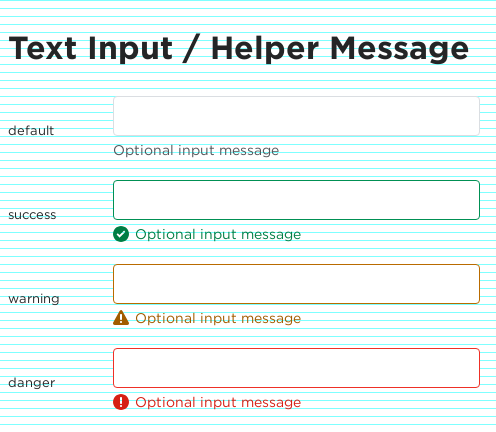 Text Input / Helper Message
default
Optional input message
success
Optional input message
warning
Optional input message
danger
Optional input message